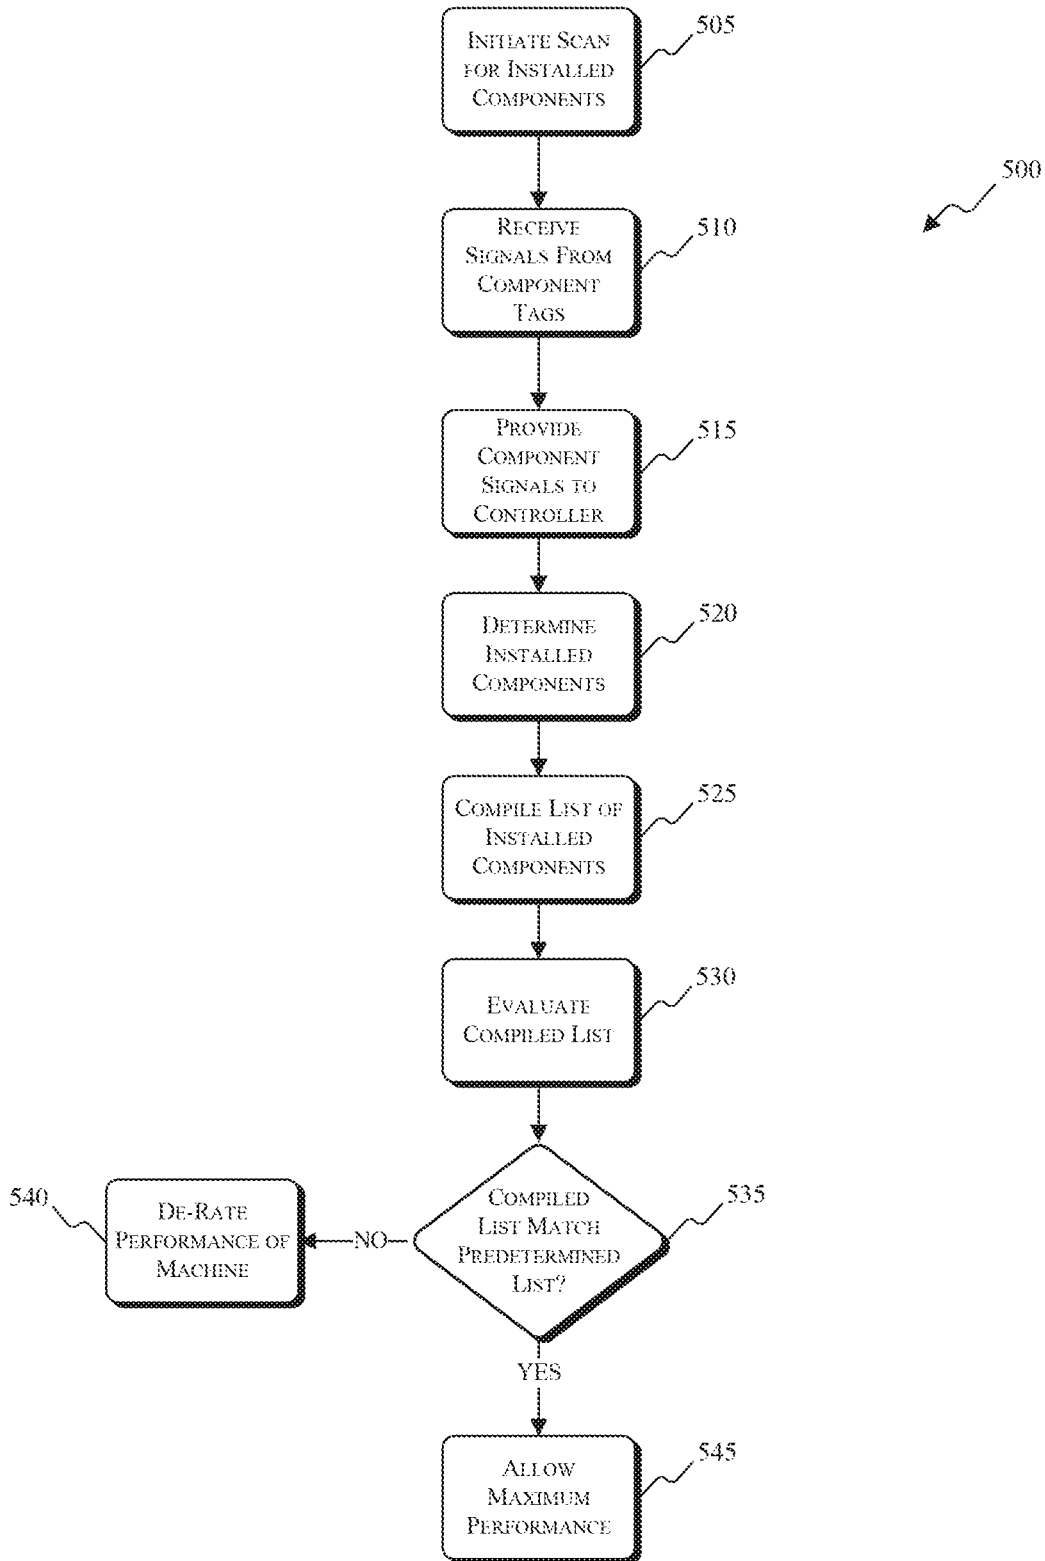 INITIATE SCAN
FOR INSTALLED
COMPONENTS
505
500
RECEIVE
SIGNALS FROM
COMPONENT
TAGS
510
PROVIDE
COMPONENT
SIGNALS TO
CONTROLLER
515
DETERMINE
INSTALLED
COMPONENTS
520
COMPILE LIST OF
INSTALLED
COMPONENTS
525
EVALUATE
COMPILED LIST
530
COMPILED
LIST MATCH
PREDETERMINED
LIST?
535
NO
540
DE-RATE
PERFORMANCE OF
MACHINE
YES
ALLOW
MAXIMUM
PERFORMANCE
545